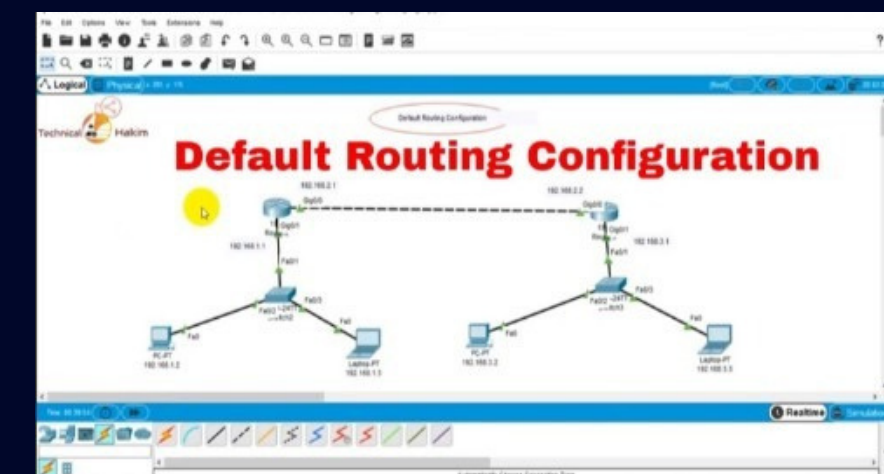 File Edit Options View Tools Extensions Help
?
Logical
Physical
Technical Hakim
Default Routing Configuration
Default Routing Configuration
192.168.2.1
192.168.2.2
Gig0/0
Gig0/0
Gig0/1
Gig0/1
192.168.1.1
192.168.3.1
Fa0/1
Fa0/1
Fa0/2
Fa0/3
Fa0/2
Fa0/3
Fa0
Fa0
Fa0
Fa0
PC-PT
192.168.1.2
Laptop-PT
192.168.1.3
PC-PT
192.168.3.2
Laptop-PT
192.168.3.3
Realtime